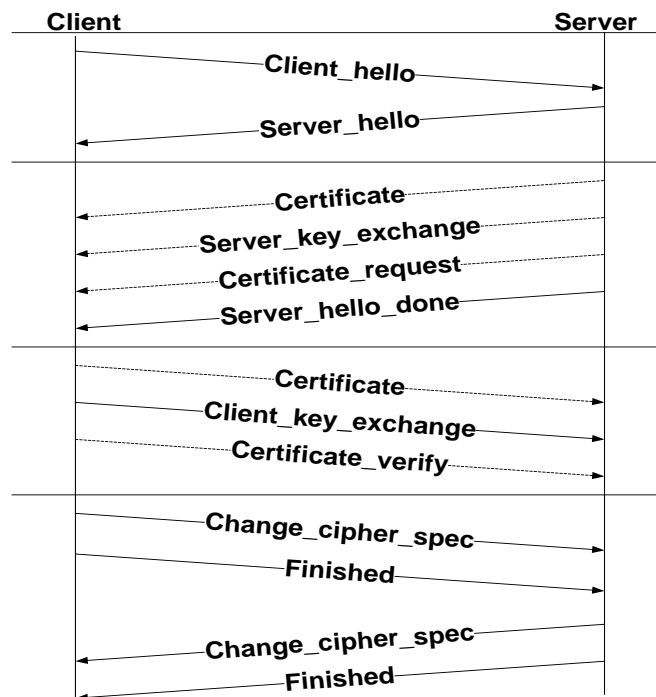 Client
Server
Client_hello
Server_hello
Certificate
Server_key_exchange
Certificate_request
Server_hello_done
Certificate
Client_key_exchange
Certificate_verify
Change_cipher_spec
Finished
Change_cipher_spec
Finished